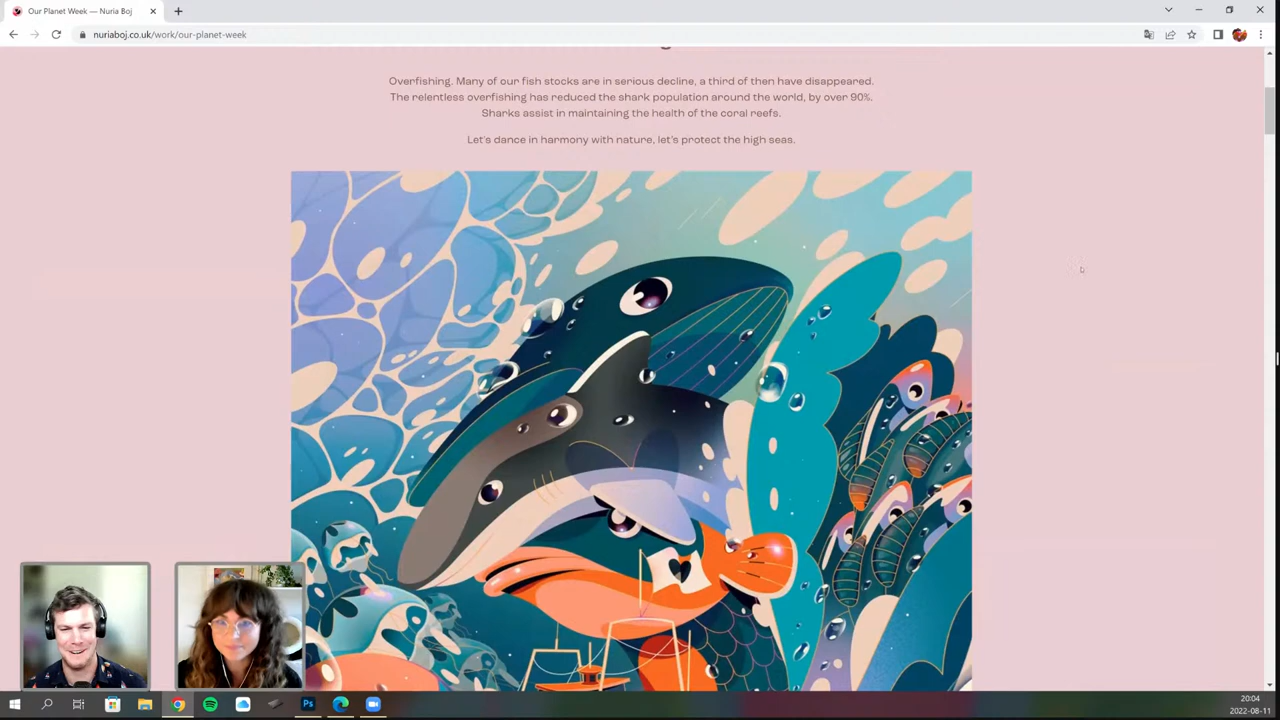 Our Planet Week — Nuria Boj
nuriaboj.co.uk/work/our-planet-week
Overfishing. Many of our fish stocks are in serious decline, a third of then have disappeared.
The relentless overfishing has reduced the shark population around the world, by over 90%.
Sharks assist in maintaining the health of the coral reefs.
Let's dance in harmony with nature, let's protect the high seas.
Ps
20:04
2022-08-11